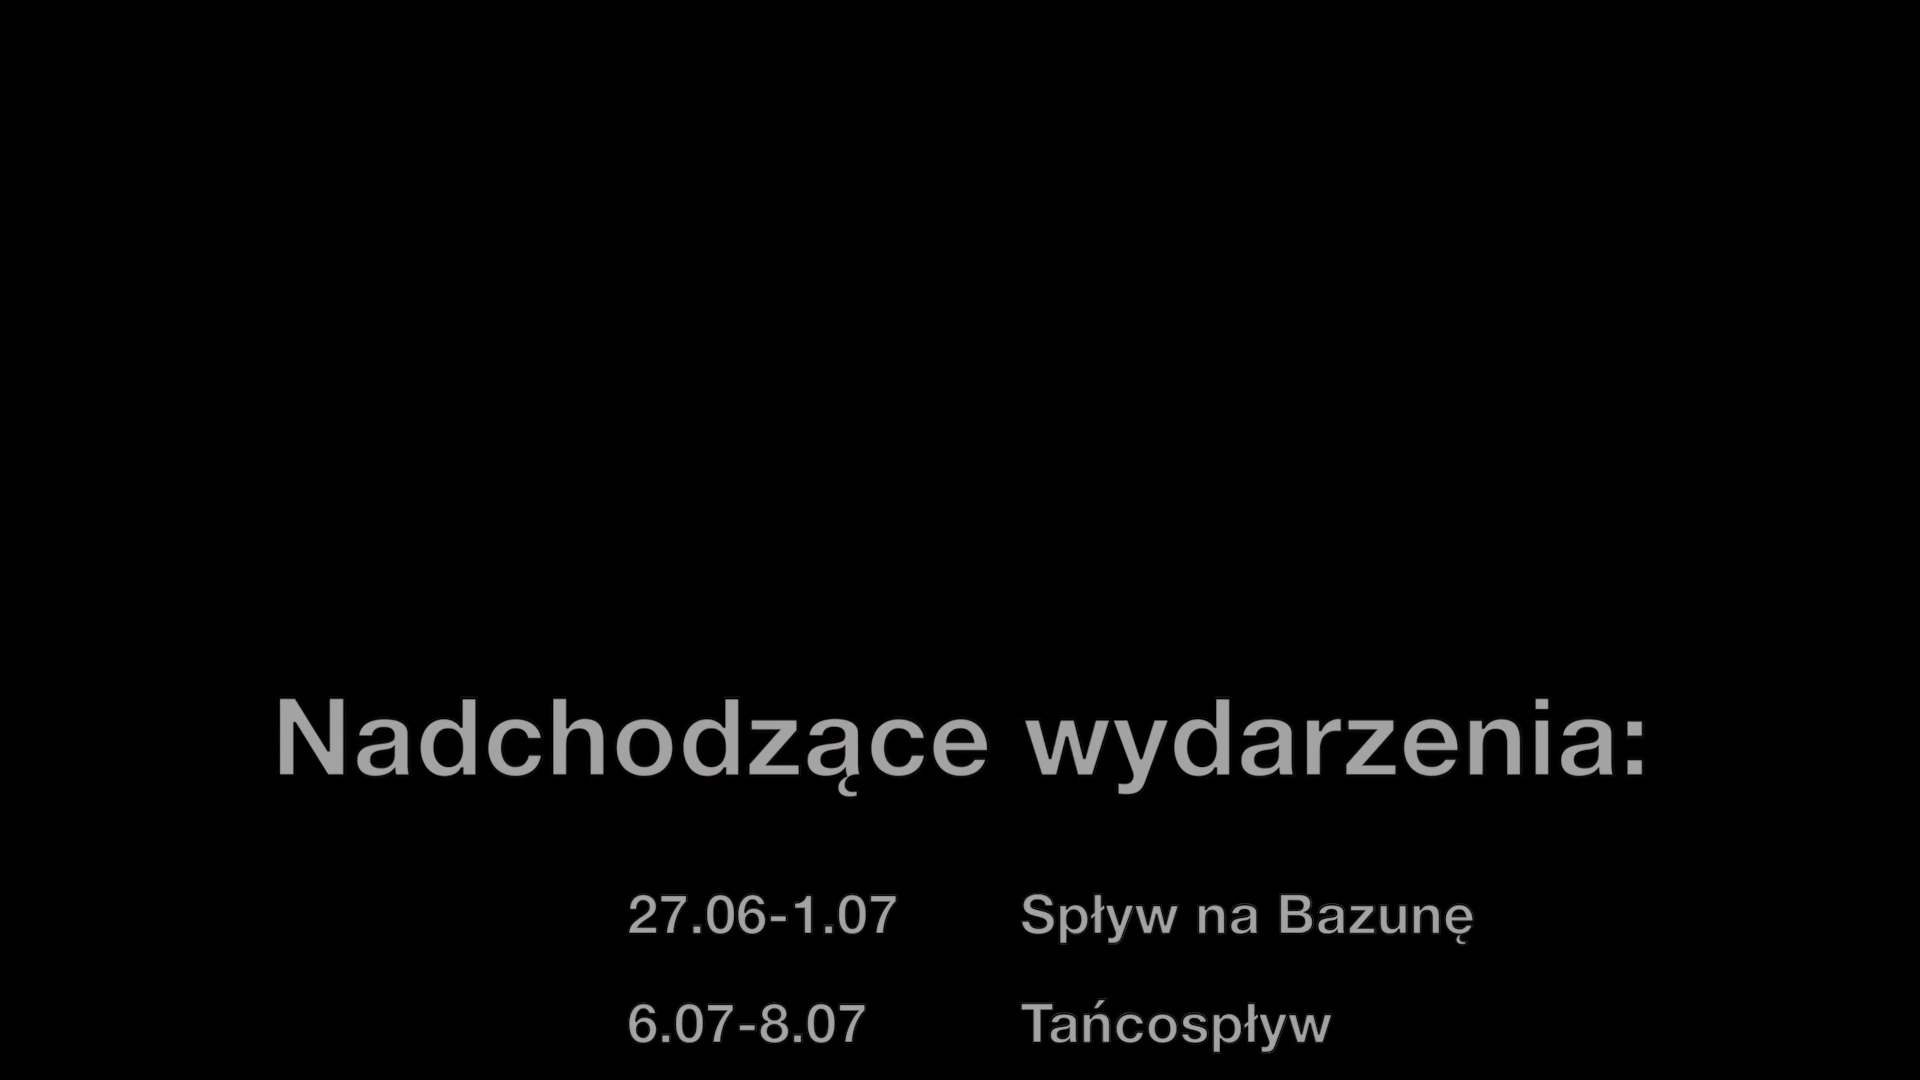 Nadchodzące wydarzenia:
27.06-1.07 Spływ na Bazunę
6.07-8.07 Tańcospływ